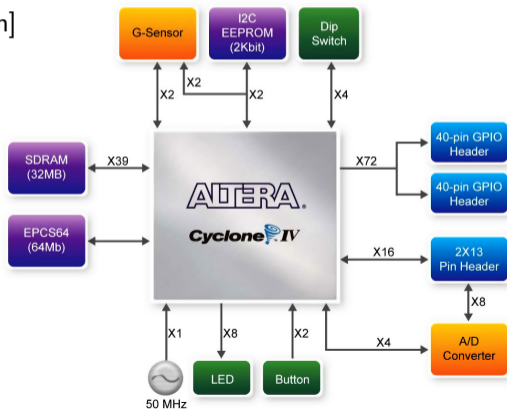 n]
G-Sensor
I2C
EEPROM
(2Kbit)
Dip
Switch
X2
X2
X2
X4
SDRAM
(32MB)
X39
X72
40-pin GPIO
Header
40-pin GPIO
Header
ALTERA.
Cyclone IV
EPCS64
(64Mb)
X16
2X13
Pin Header
X8
X4
A/D
Converter
X1
X8
X2
50 MHz
LED
Button